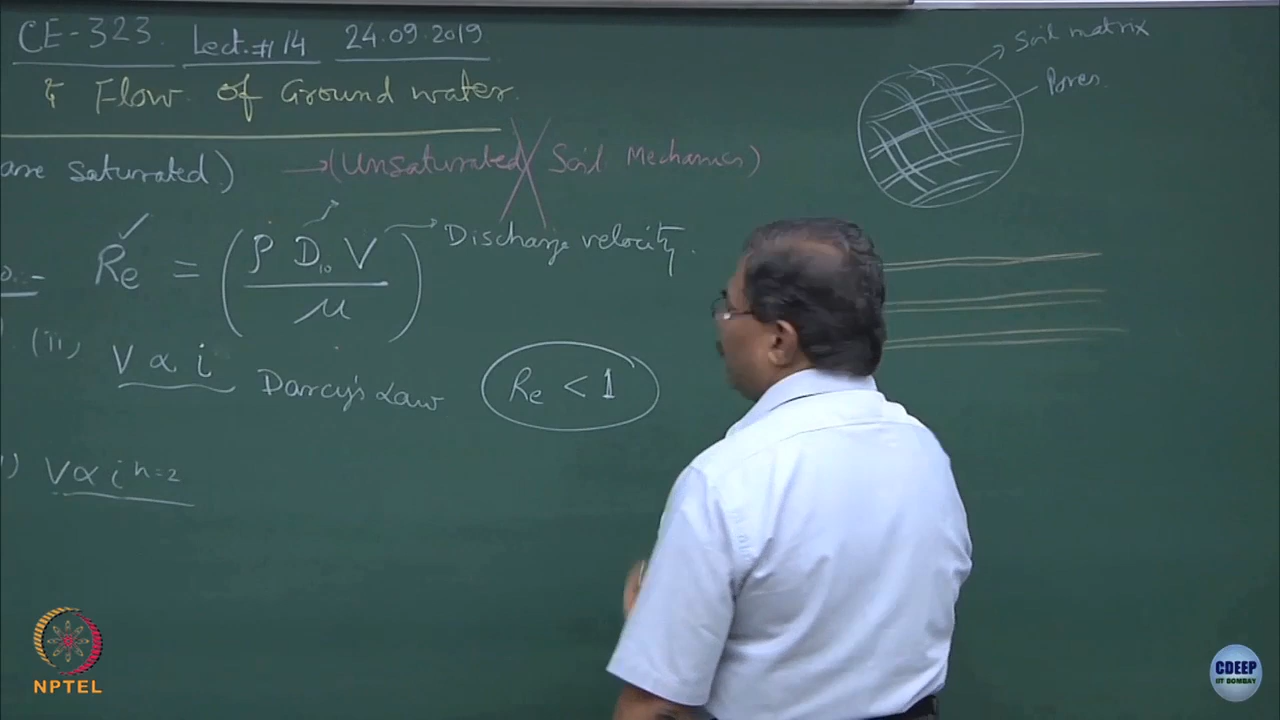 CE-323. Lect.#14 24.09.2019
& Flow of Ground water.
are saturated.) → (Unsaturated Soil Mechanics)
Re = (ρ D₁₀ V / μ) → Discharge velocity.
(ii) V ∝ i Darcy's Law Re < 1
V ∝ i n=2
Soil matrix
Pores.
NPTEL
CDEEP
IIT BOMBAY